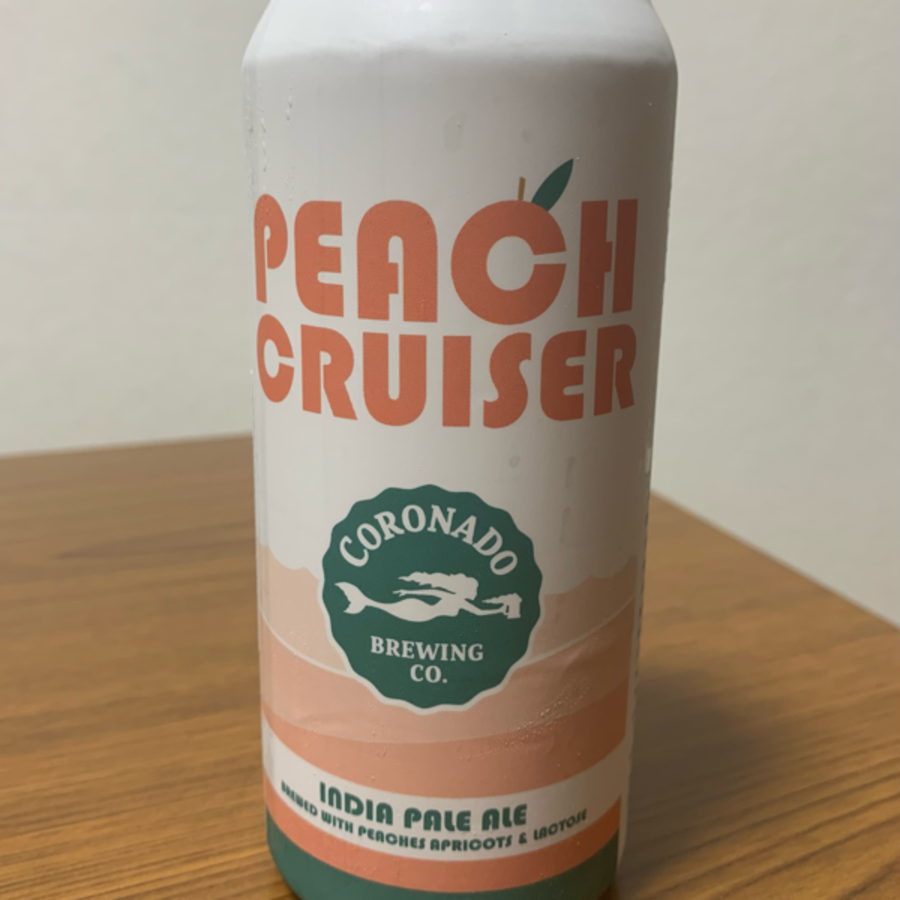 PEACH
CRUISER
CORONADO
BREWING
CO.
INDIA PALE ALE
BREWED WITH PEACHES APRICOTS & LACTOSE